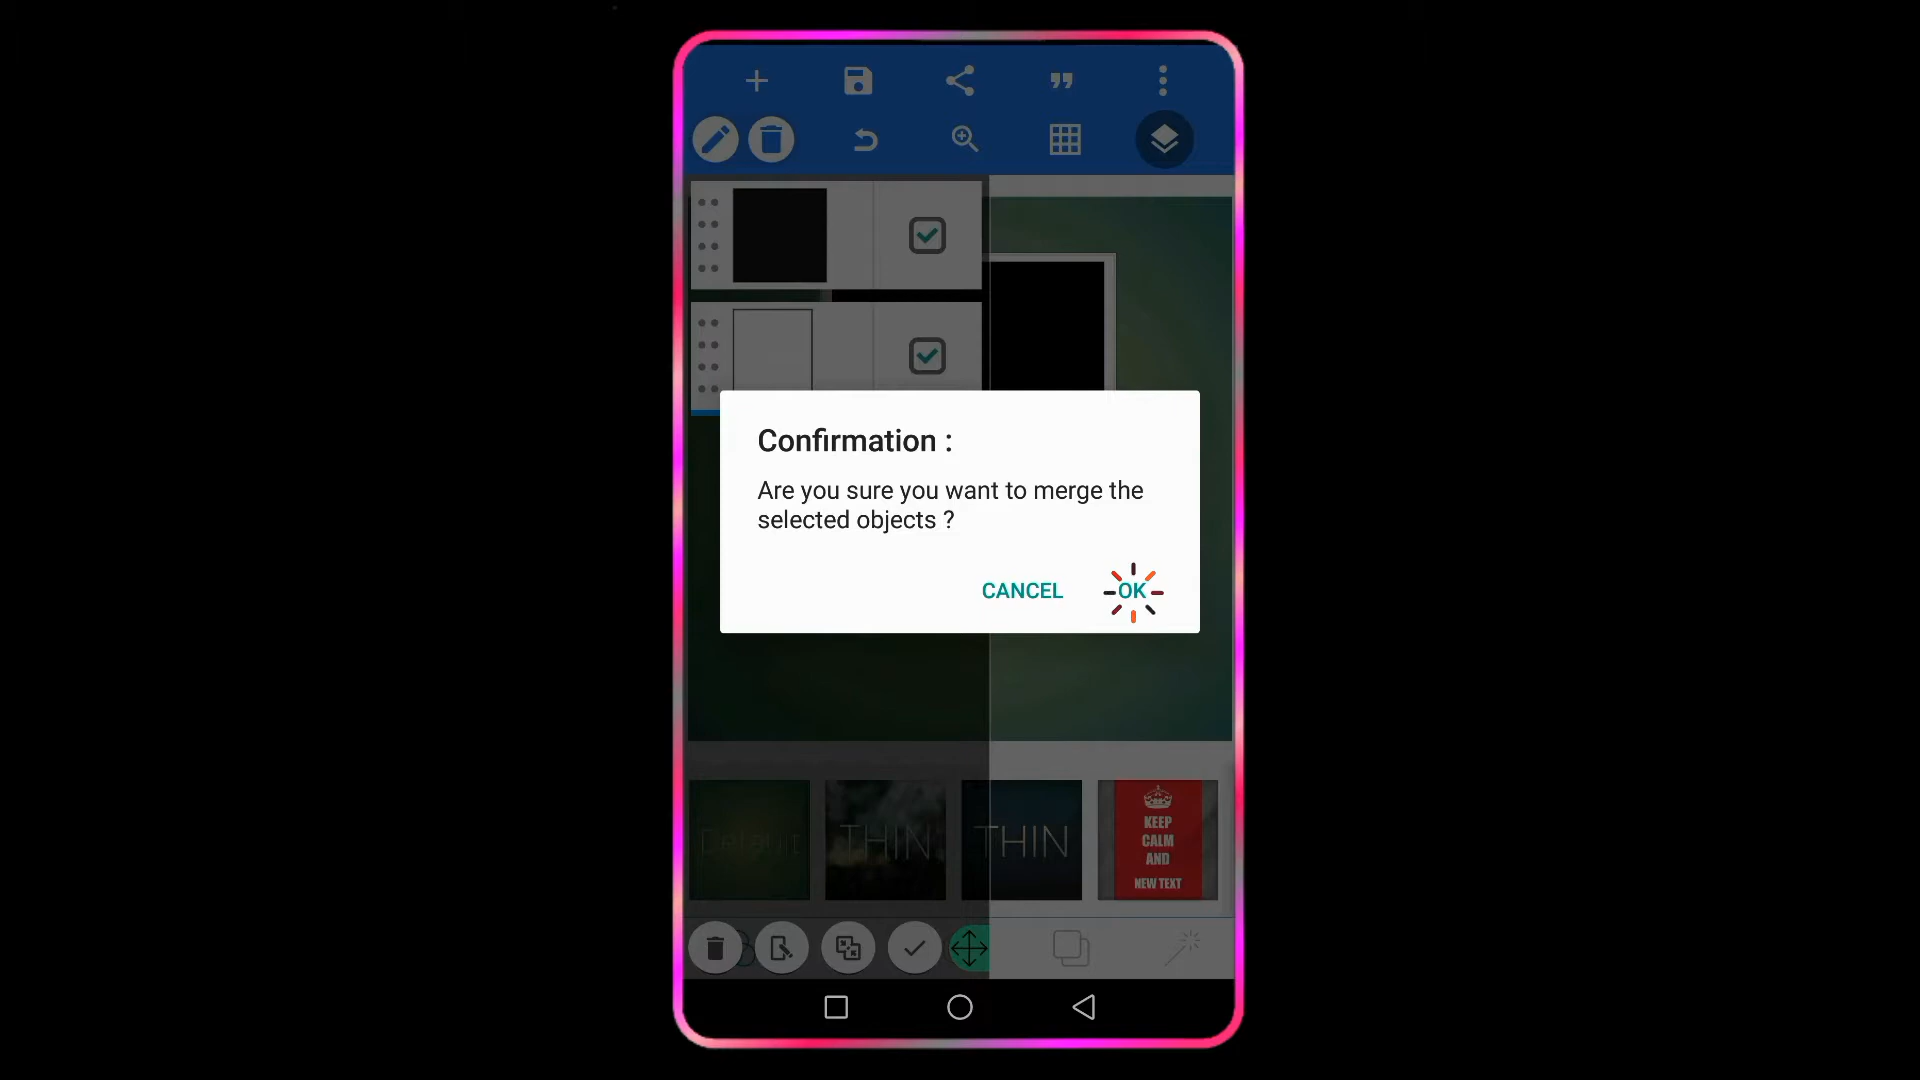 Confirmation :
Are you sure you want to merge the
selected objects ?
CANCEL
OK
Default
THIN
THIN
KEEP
CALM
AND
NEW TEXT